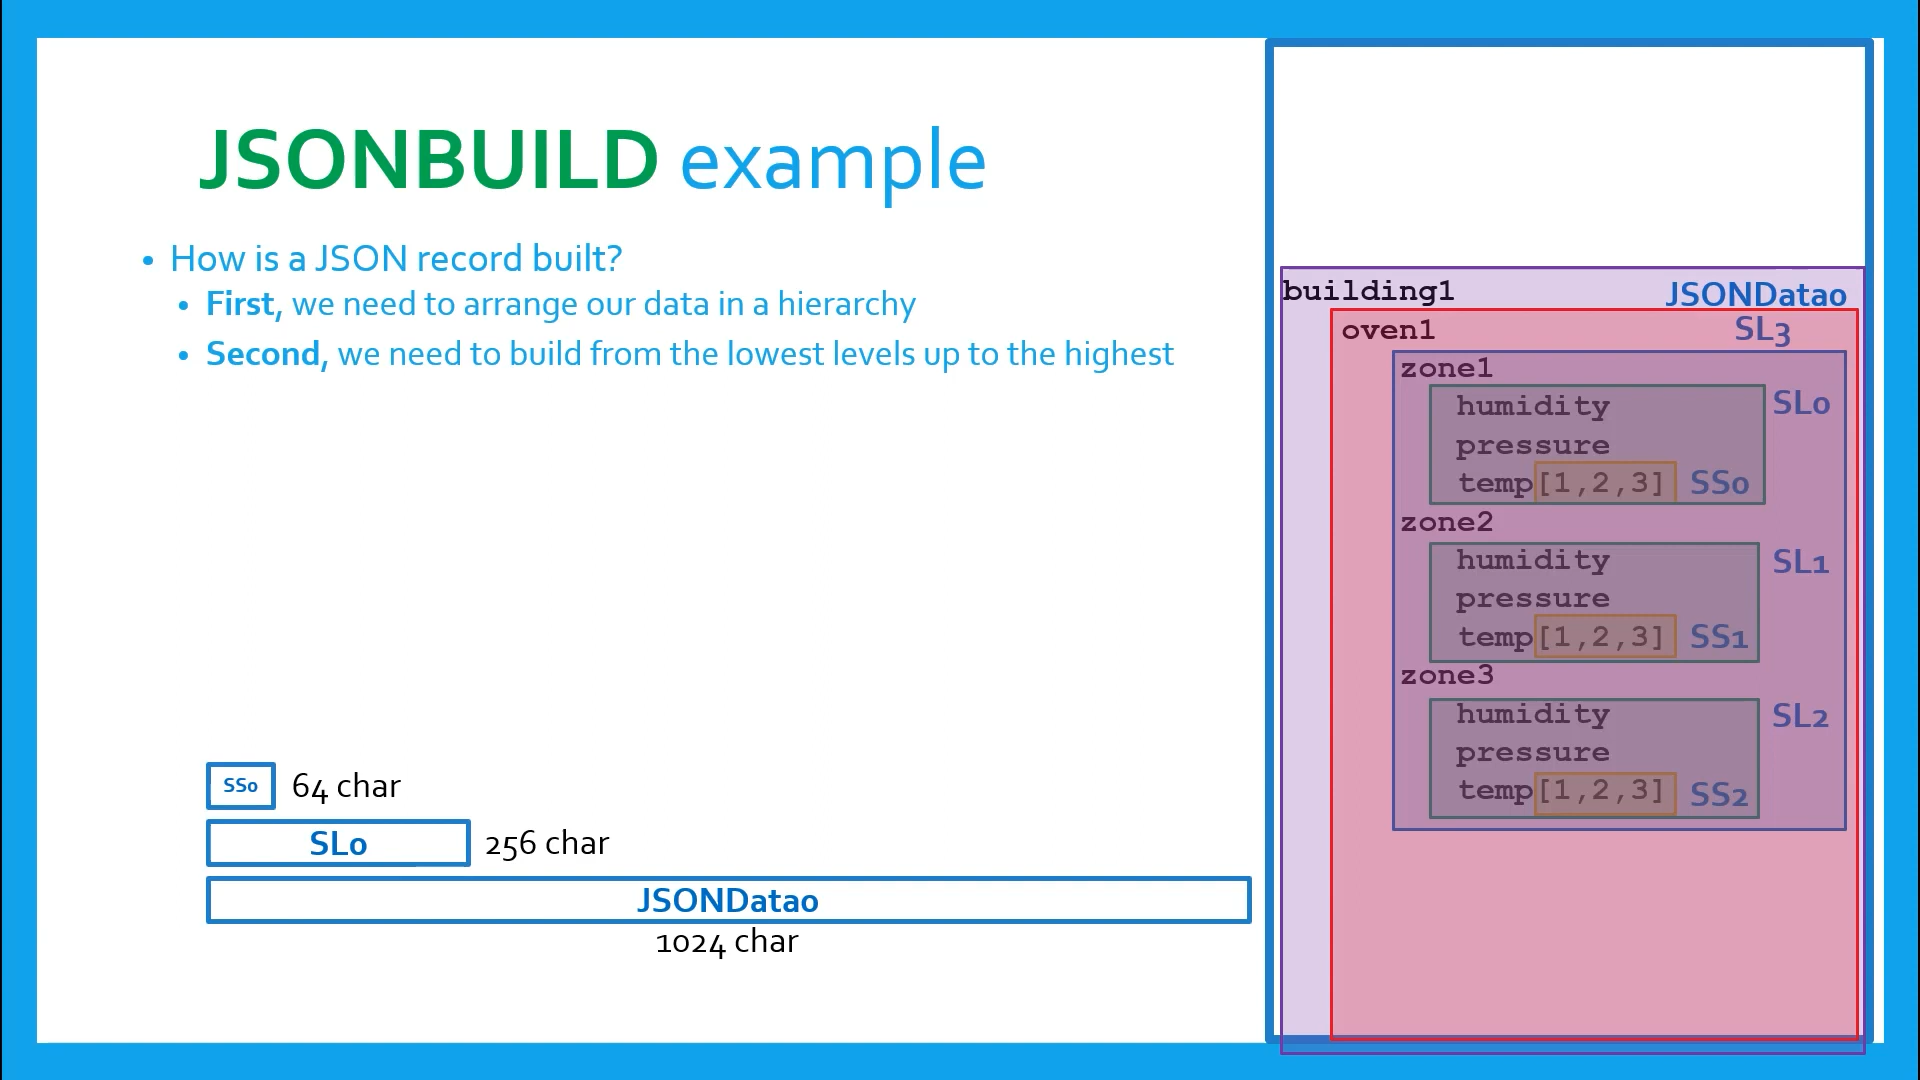 JSONBUILD example
• How is a JSON record built?
• First, we need to arrange our data in a hierarchy
• Second, we need to build from the lowest levels up to the highest
SS0 64 char
SL0 256 char
JSONData0
1024 char
building1 JSONData0
oven1 SL3
zone1
humidity SL0
pressure
temp[1,2,3] SS0
zone2
humidity SL1
pressure
temp[1,2,3] SS1
zone3
humidity SL2
pressure
temp[1,2,3] SS2